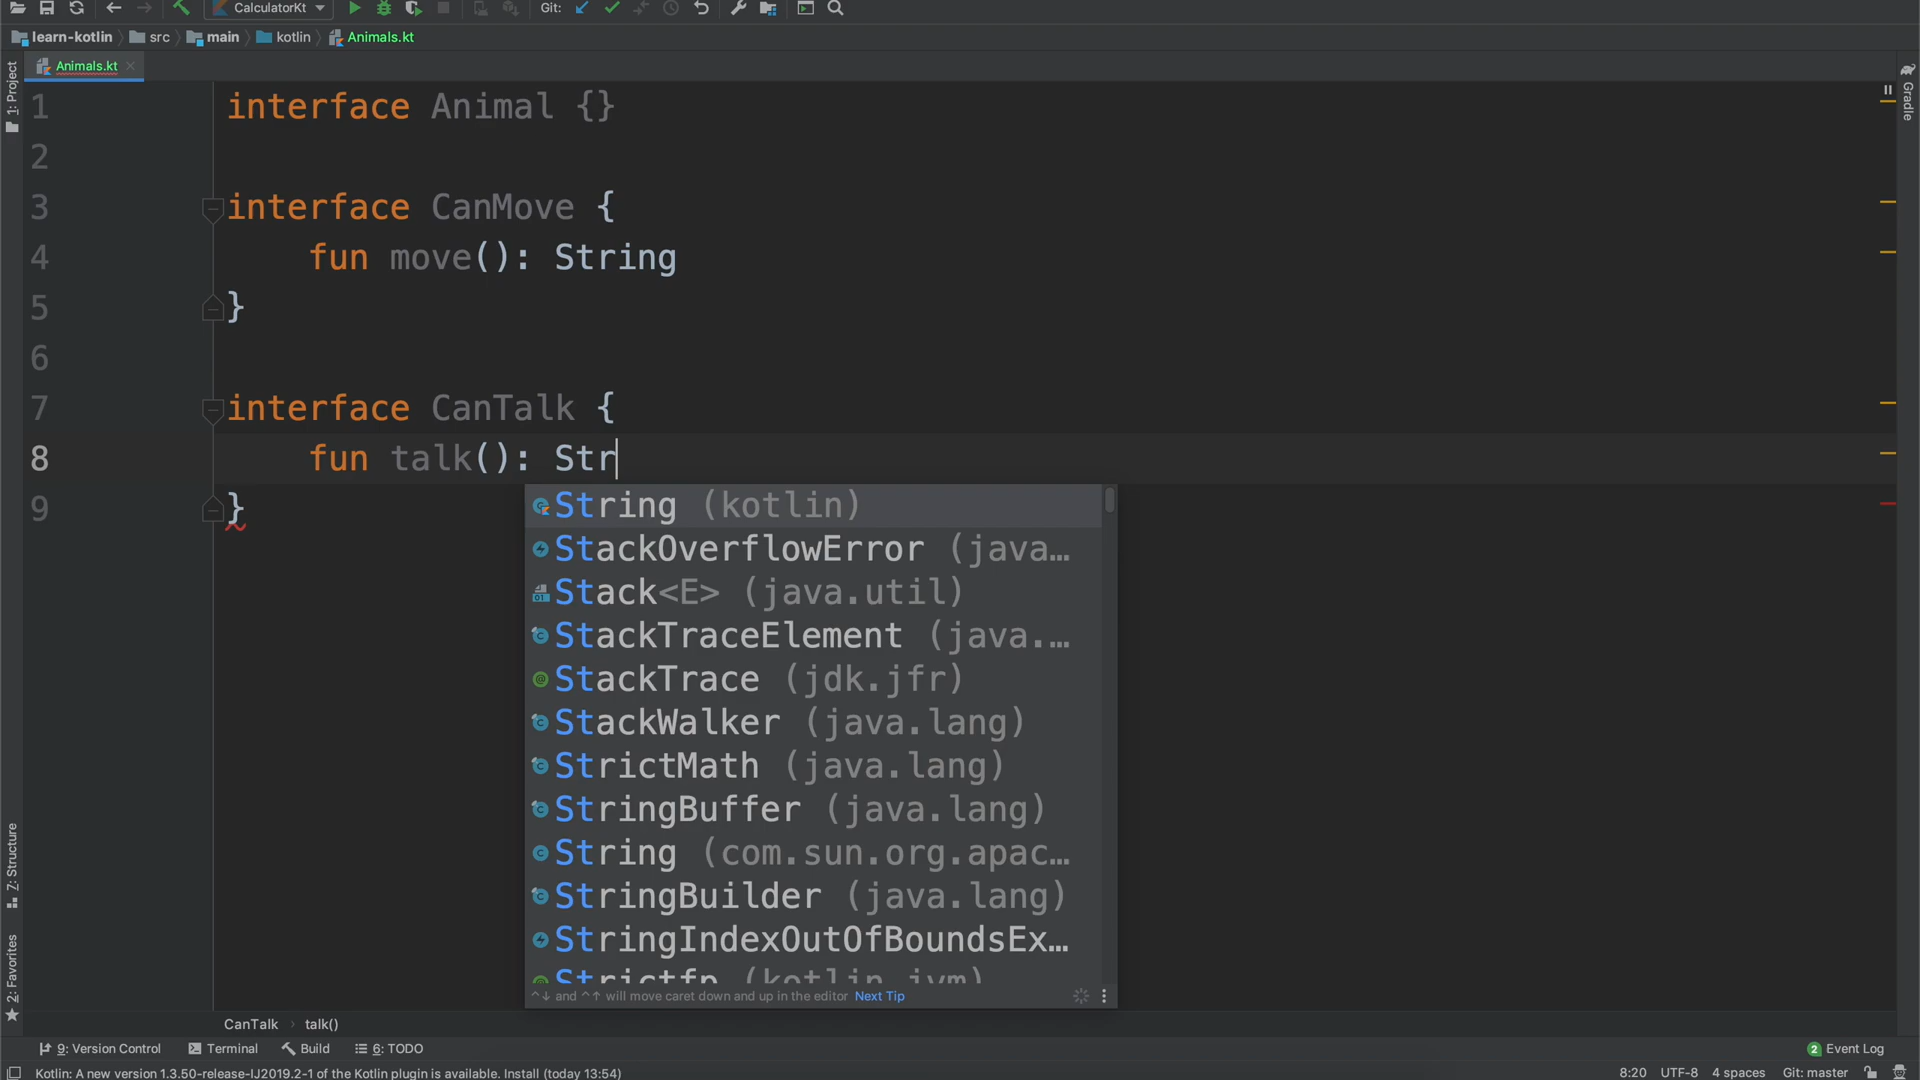 CalculatorKt
Git:
learn-kotlin
src
main
kotlin
Animals.kt
Animals.kt
1: Project
Gradle
1 interface Animal {}
2
3 interface CanMove {
4 fun move(): String
5 }
6
7 interface CanTalk {
8 fun talk(): Str
9 }
String (kotlin)
StackOverflowError (java…
Stack<E> (java.util)
StackTraceElement (java.…
StackTrace (jdk.jfr)
StackWalker (java.lang)
StrictMath (java.lang)
StringBuffer (java.lang)
String (com.sun.org.apac…
StringBuilder (java.lang)
StringIndexOutOfBoundsEx…
Strictfp (kotlin.jvm)
^↓ and ^↑ will move caret down and up in the editor Next Tip
Z: Structure
2: Favorites
CanTalk talk()
9: Version Control Terminal Build 6: TODO 2 Event Log
Kotlin: A new version 1.3.50-release-IJ2019.2-1 of the Kotlin plugin is available. Install (today 13:54) 8:20 UTF-8 4 spaces Git: master